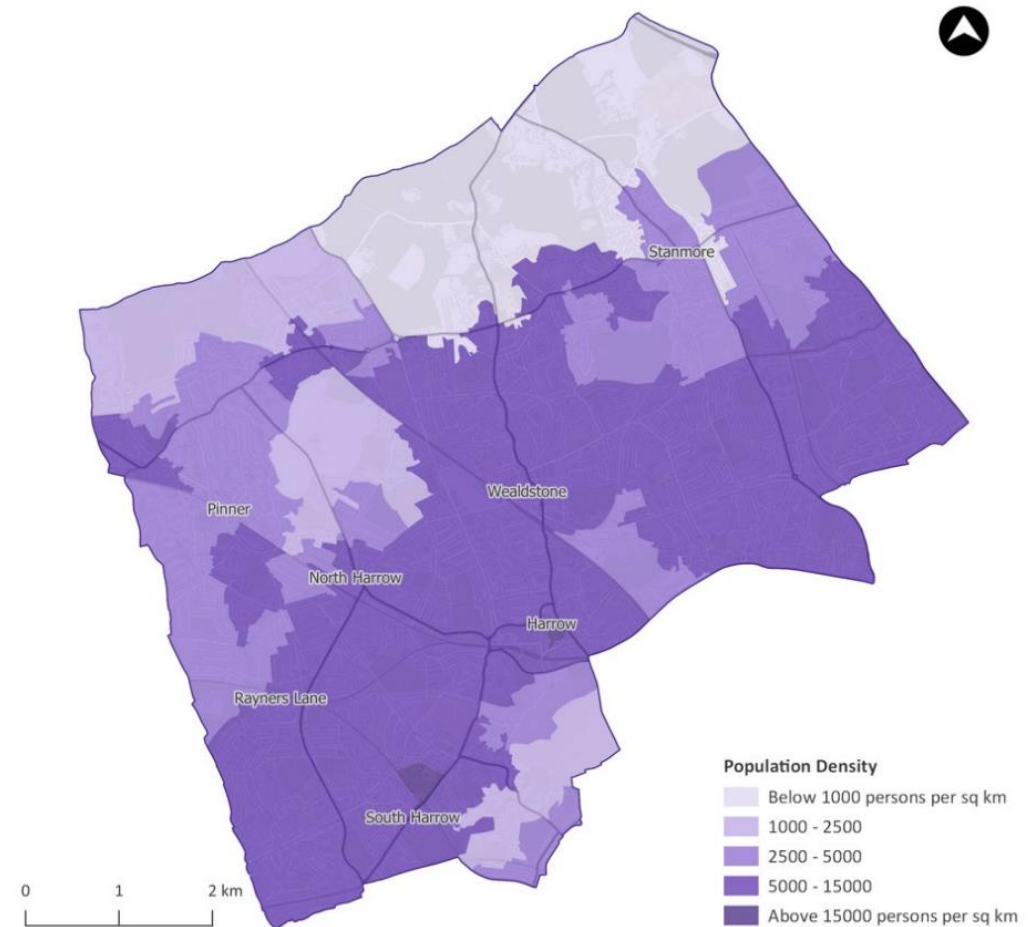 Stanmore
Wealdstone
Pinner
North Harrow
Harrow
Rayners Lane
South Harrow
Population Density
Below 1000 persons per sq km
1000 - 2500
2500 - 5000
5000 - 15000
Above 15000 persons per sq km
0 1 2 km